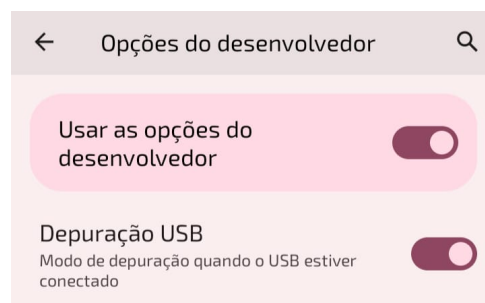 Opções do desenvolvedor
Usar as opções do
desenvolvedor
Depuração USB
Modo de depuração quando o USB estiver
conectado